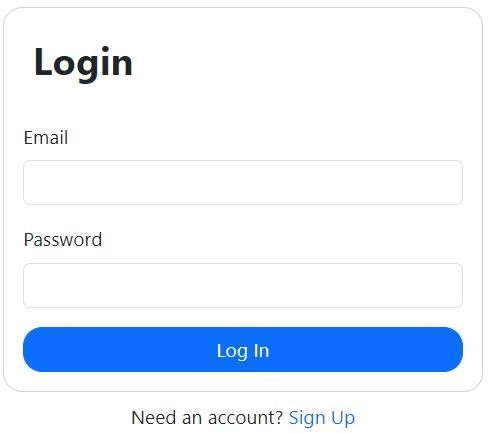 Login
Email
Password
Log In
Need an account? Sign Up